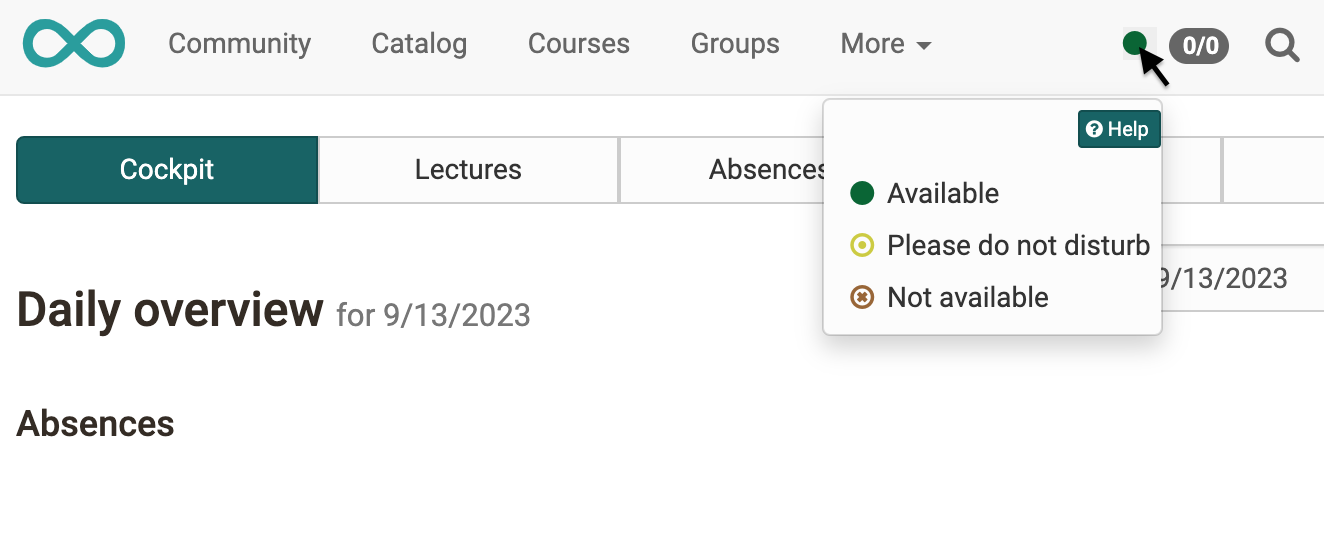 Community Catalog Courses Groups More 0/0
Help
Cockpit Lectures Absences
Available
Please do not disturb
9/13/2023
Not available
Daily overview for 9/13/2023
Absences